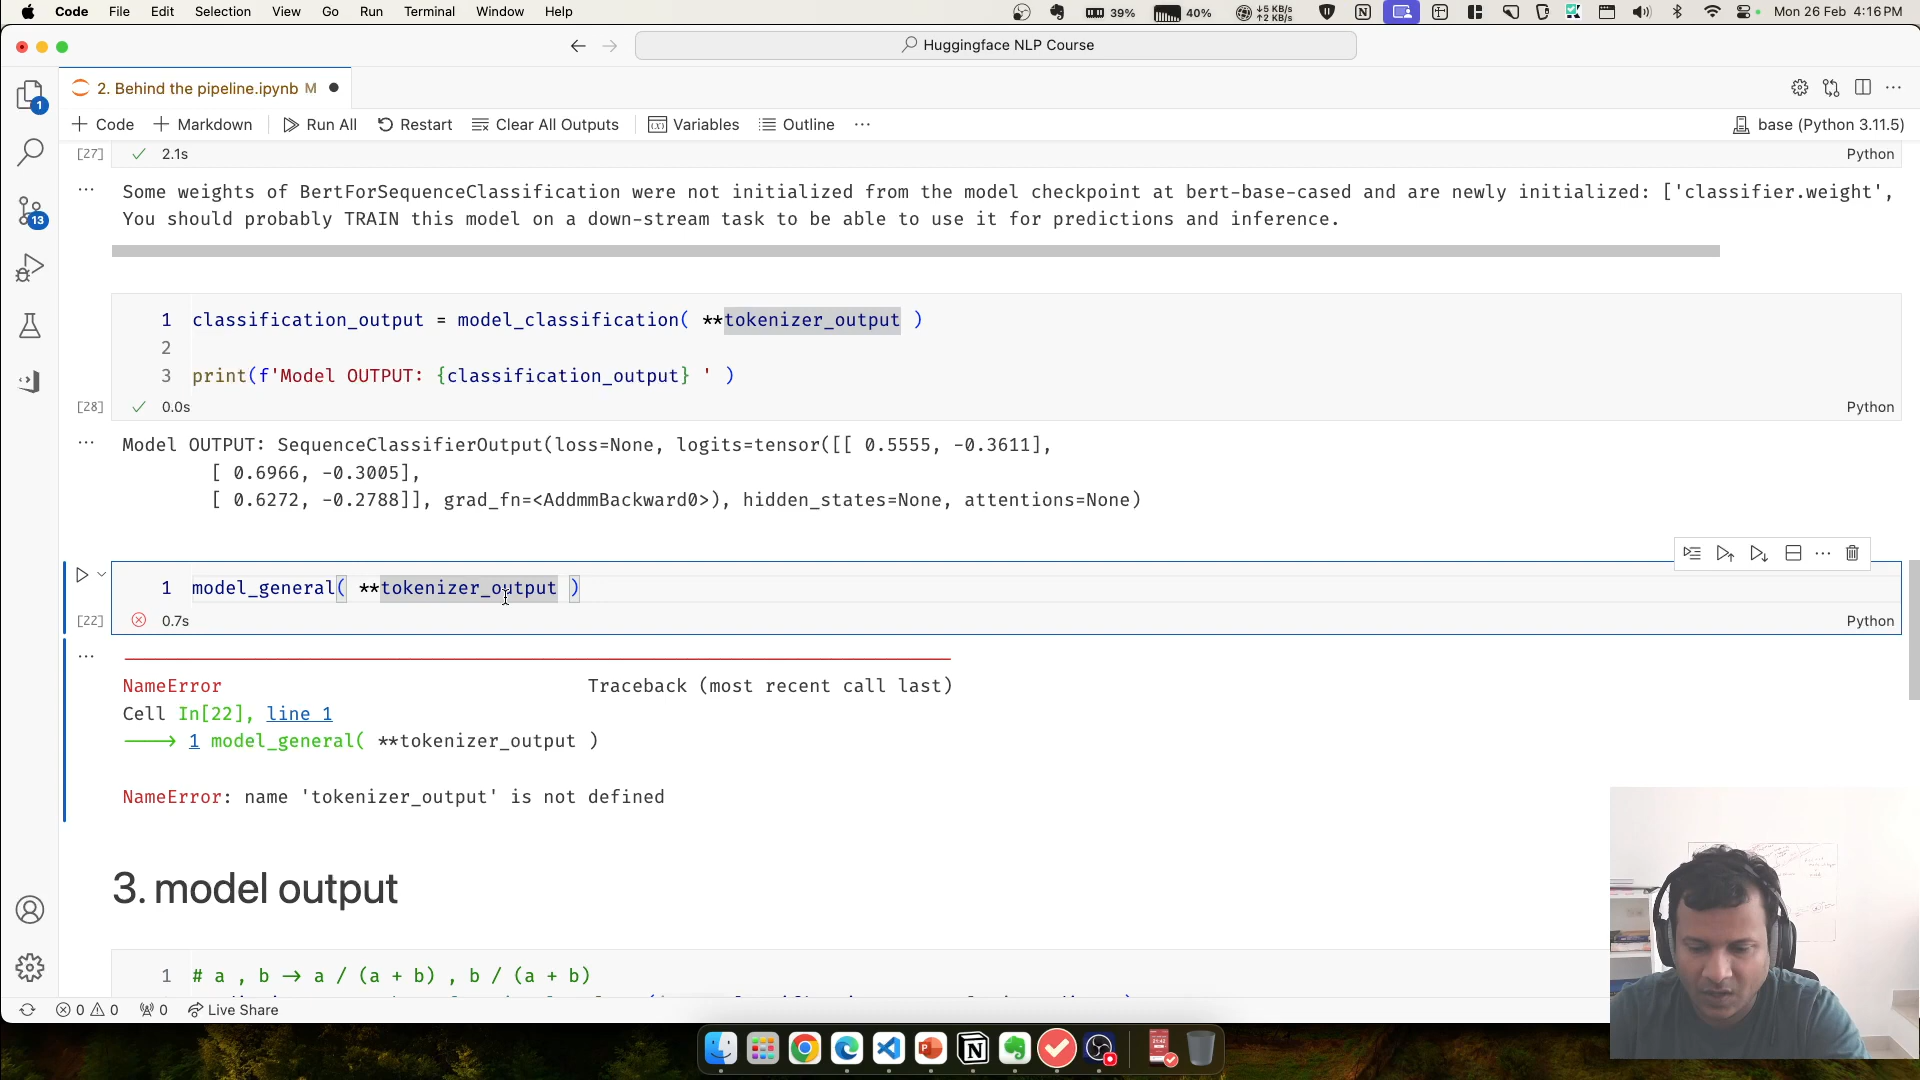 Code File Edit Selection View Go Run Terminal Window Help 39% 40% ↓5 KB/s ↑2 KB/s Mon 26 Feb 4:16 PM
Huggingface NLP Course
2. Behind the pipeline.ipynb M
+ Code + Markdown Run All Restart Clear All Outputs Variables Outline ... base (Python 3.11.5)
[27] 2.1s Python
Some weights of BertForSequenceClassification were not initialized from the model checkpoint at bert-base-cased and are newly initialized: ['classifier.weight',
You should probably TRAIN this model on a down-stream task to be able to use it for predictions and inference.
1 classification_output = model_classification( **tokenizer_output )
2
3 print(f'Model OUTPUT: {classification_output} ' )
[28] 0.0s Python
Model OUTPUT: SequenceClassifierOutput(loss=None, logits=tensor([[ 0.5555, -0.3611],
[ 0.6966, -0.3005],
[ 0.6272, -0.2788]], grad_fn=<AddmmBackward0>), hidden_states=None, attentions=None)
1 model_general( **tokenizer_output )
[22] 0.7s Python
NameError Traceback (most recent call last)
Cell In[22], line 1
----> 1 model_general( **tokenizer_output )
NameError: name 'tokenizer_output' is not defined
3. model output
1 # a , b -> a / (a + b) , b / (a + b)
0 0 0 Live Share
1
13